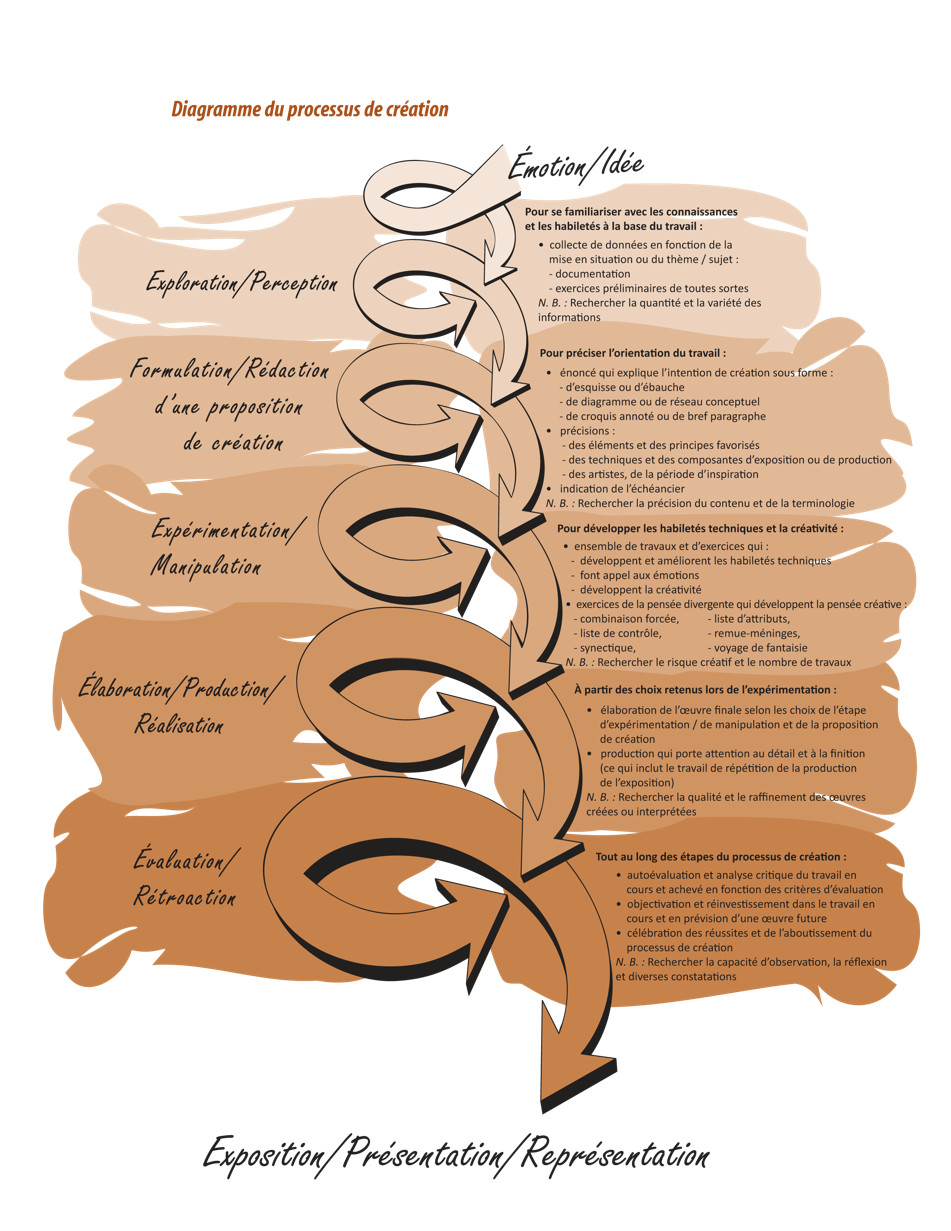 Diagramme du processus de création
Émotion/Idée
Exploration/Perception
Pour se familiariser avec les connaissances
et les habiletés à la base du travail :
• collecte de données en fonction de la
mise en situation ou du thème / sujet :
- documentation
- exercices préliminaires de toutes sortes
N. B. : Rechercher la quantité et la variété des
informations
Formulation/Rédaction
d'une proposition
de création
Pour préciser l'orientation du travail :
• énoncé qui explique l'intention de création sous forme :
- d'esquisse ou d'ébauche
- de diagramme ou de réseau conceptuel
- de croquis annoté ou de bref paragraphe
• précisions :
- des éléments et des principes favorisés
- des techniques et des composantes d'exposition ou de production
- des artistes, de la période d'inspiration
• indication de l'échéancier
N. B. : Rechercher la précision du contenu et de la terminologie
Expérimentation/
Manipulation
Pour développer les habiletés techniques et la créativité :
• ensemble de travaux et d'exercices qui :
- développent et améliorent les habiletés techniques
- font appel aux émotions
- développent la créativité
• exercices de la pensée divergente qui développent la pensée créative :
- combinaison forcée, - liste d'attributs,
- liste de contrôle, - remue-méninges,
- synectique, - voyage de fantaisie
N. B. : Rechercher le risque créatif et le nombre de travaux
Élaboration/Production/
Réalisation
À partir des choix retenus lors de l'expérimentation :
• élaboration de l'œuvre finale selon les choix de l'étape
d'expérimentation / de manipulation et de la proposition
de création
• production qui porte attention au détail et à la finition
(ce qui inclut le travail de répétition de la production
de l'exposition)
N. B. : Rechercher la qualité et le raffinement des œuvres
créées ou interprétées
Évaluation/
Rétroaction
Tout au long des étapes du processus de création :
• autoévaluation et analyse critique du travail en
cours et achevé en fonction des critères d'évaluation
• objectivation et réinvestissement dans le travail en
cours et en prévision d'une œuvre future
• célébration des réussites et de l'aboutissement du
processus de création
N. B. : Rechercher la capacité d'observation, la réflexion
et diverses constatations
Exposition/Présentation/Représentation